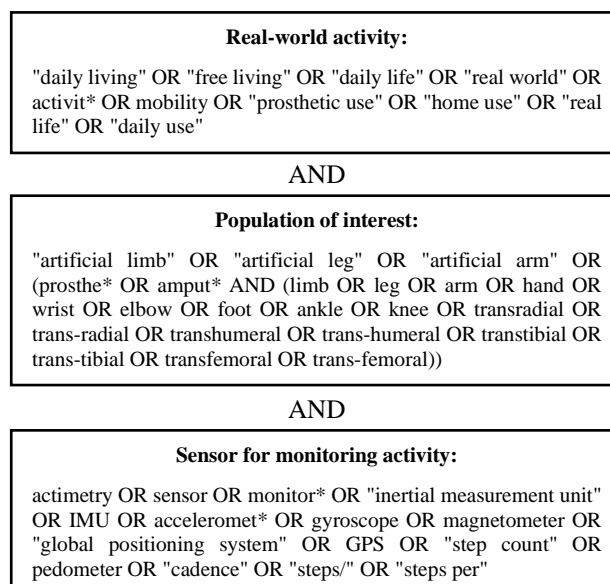 Real-world activity:
"daily living" OR "free living" OR "daily life" OR "real world" OR
activit* OR mobility OR "prosthetic use" OR "home use" OR "real
life" OR "daily use"
AND
Population of interest:
"artificial limb" OR "artificial leg" OR "artificial arm" OR
(prosthe* OR amput* AND (limb OR leg OR arm OR hand OR
wrist OR elbow OR foot OR ankle OR knee OR transradial OR
trans-radial OR transhumeral OR trans-humeral OR transtibial OR
trans-tibial OR transfemoral OR trans-femoral))
AND
Sensor for monitoring activity:
actimetry OR sensor OR monitor* OR "inertial measurement unit"
OR IMU OR acceleromet* OR gyroscope OR magnetometer OR
"global positioning system" OR GPS OR "step count" OR
pedometer OR "cadence" OR "steps/" OR "steps per"